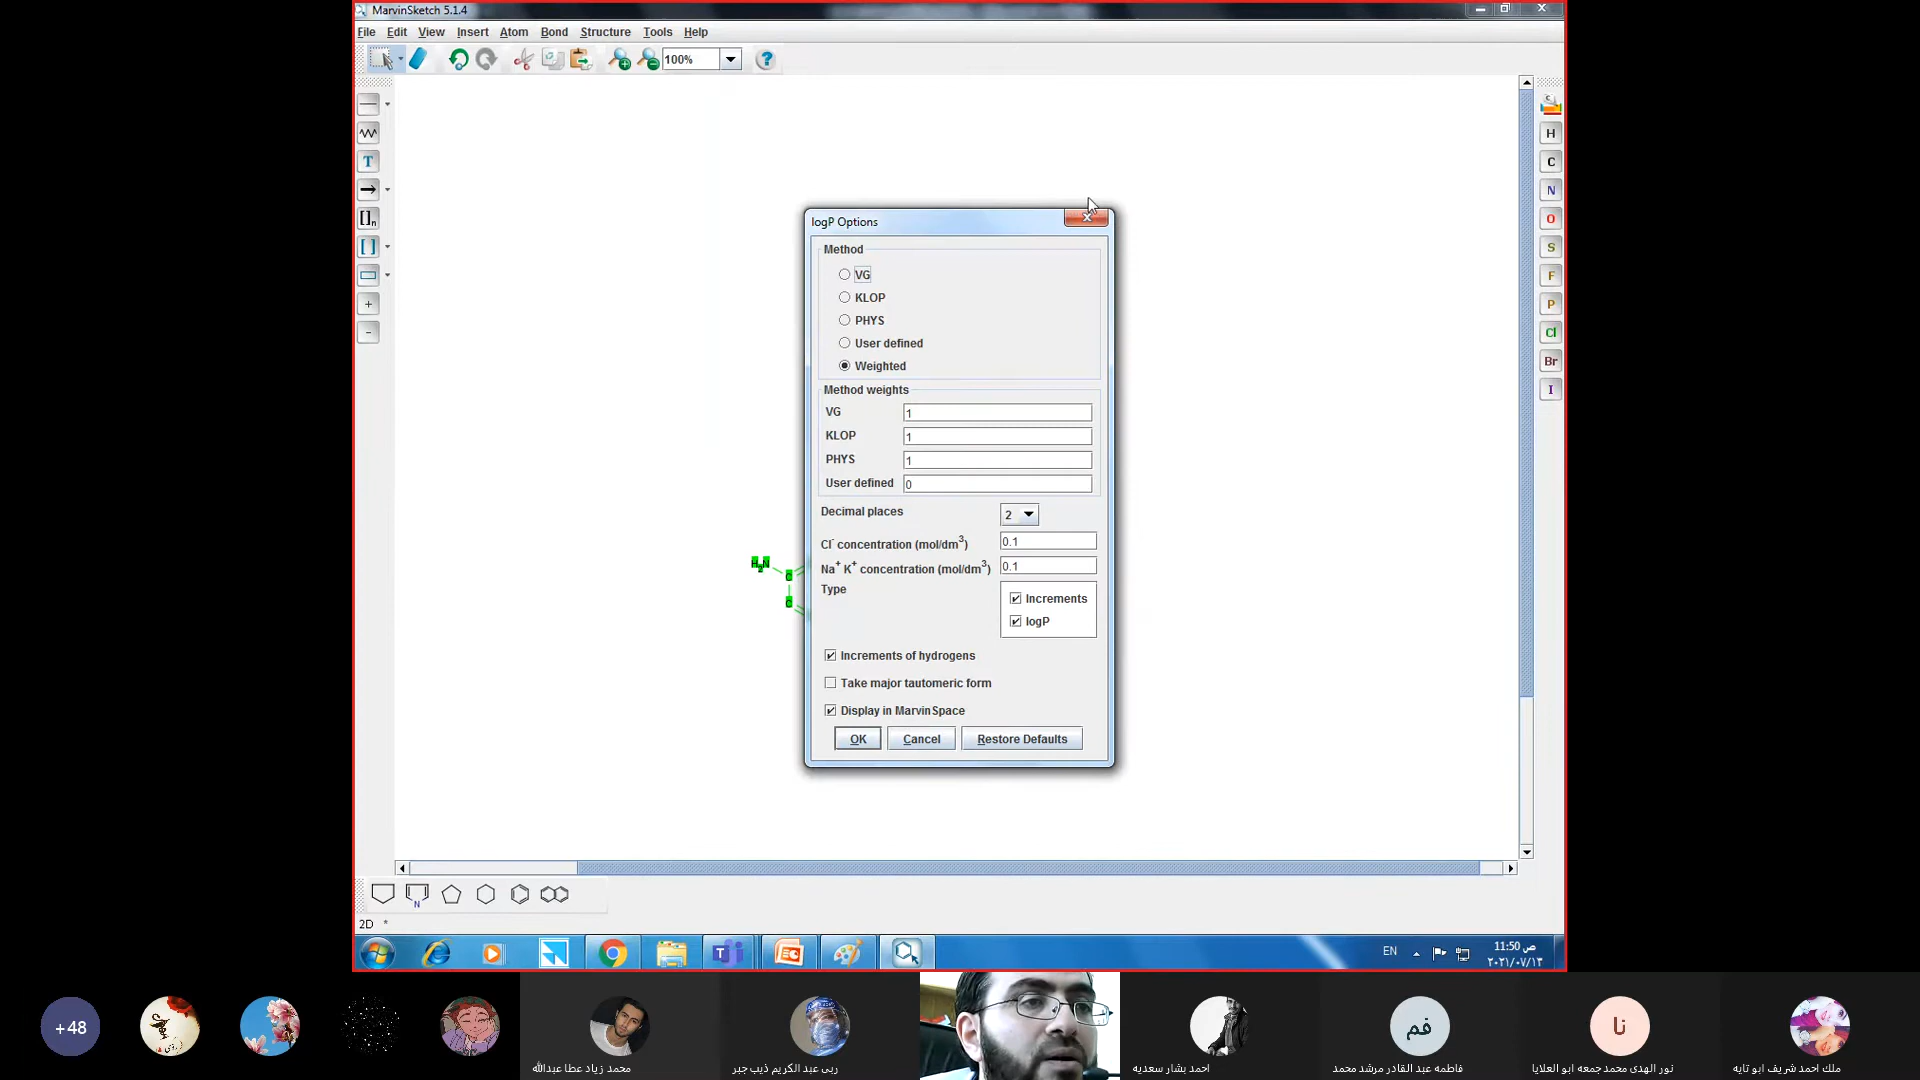 MarvinSketch 5.1.4
File Edit View Insert Atom Bond Structure Tools Help
100%
T
[]n
H
C
N
O
S
F
P
Cl
Br
I
logP Options
Method
VG
KLOP
PHYS
User defined
Weighted
Method weights
VG 1
KLOP 1
PHYS 1
User defined 0
Decimal places 2
Cl- concentration (mol/dm3) 0.1
Na+ K+ concentration (mol/dm3) 0.1
Type
Increments
logP
Increments of hydrogens
Take major tautomeric form
Display in MarvinSpace
OK Cancel Restore Defaults
H2N
C
C
N
2D *
EN
11:50 ص
٢٠٢١/٠٧/١٣
+48
محمد زياد عطا عبدالله
ربى عبد الكريم ذيب جبر
احمد بشار سعديه
فم
فاطمه عبد القادر مرشد محمد
نا
نور الهدى محمد جمعه ابو العلايا
ملك احمد شريف ابو تايه